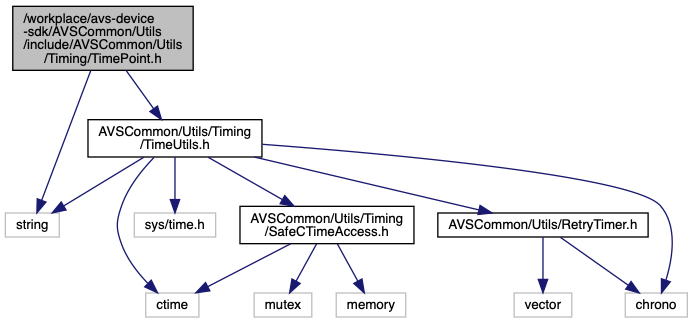 /workplace/avs-device
-sdk/AVSCommon/Utils
/include/AVSCommon/Utils
/Timing/TimePoint.h
AVSCommon/Utils/Timing
/TimeUtils.h
string
sys/time.h
AVSCommon/Utils/Timing
/SafeCTimeAccess.h
AVSCommon/Utils/RetryTimer.h
ctime
mutex
memory
vector
chrono